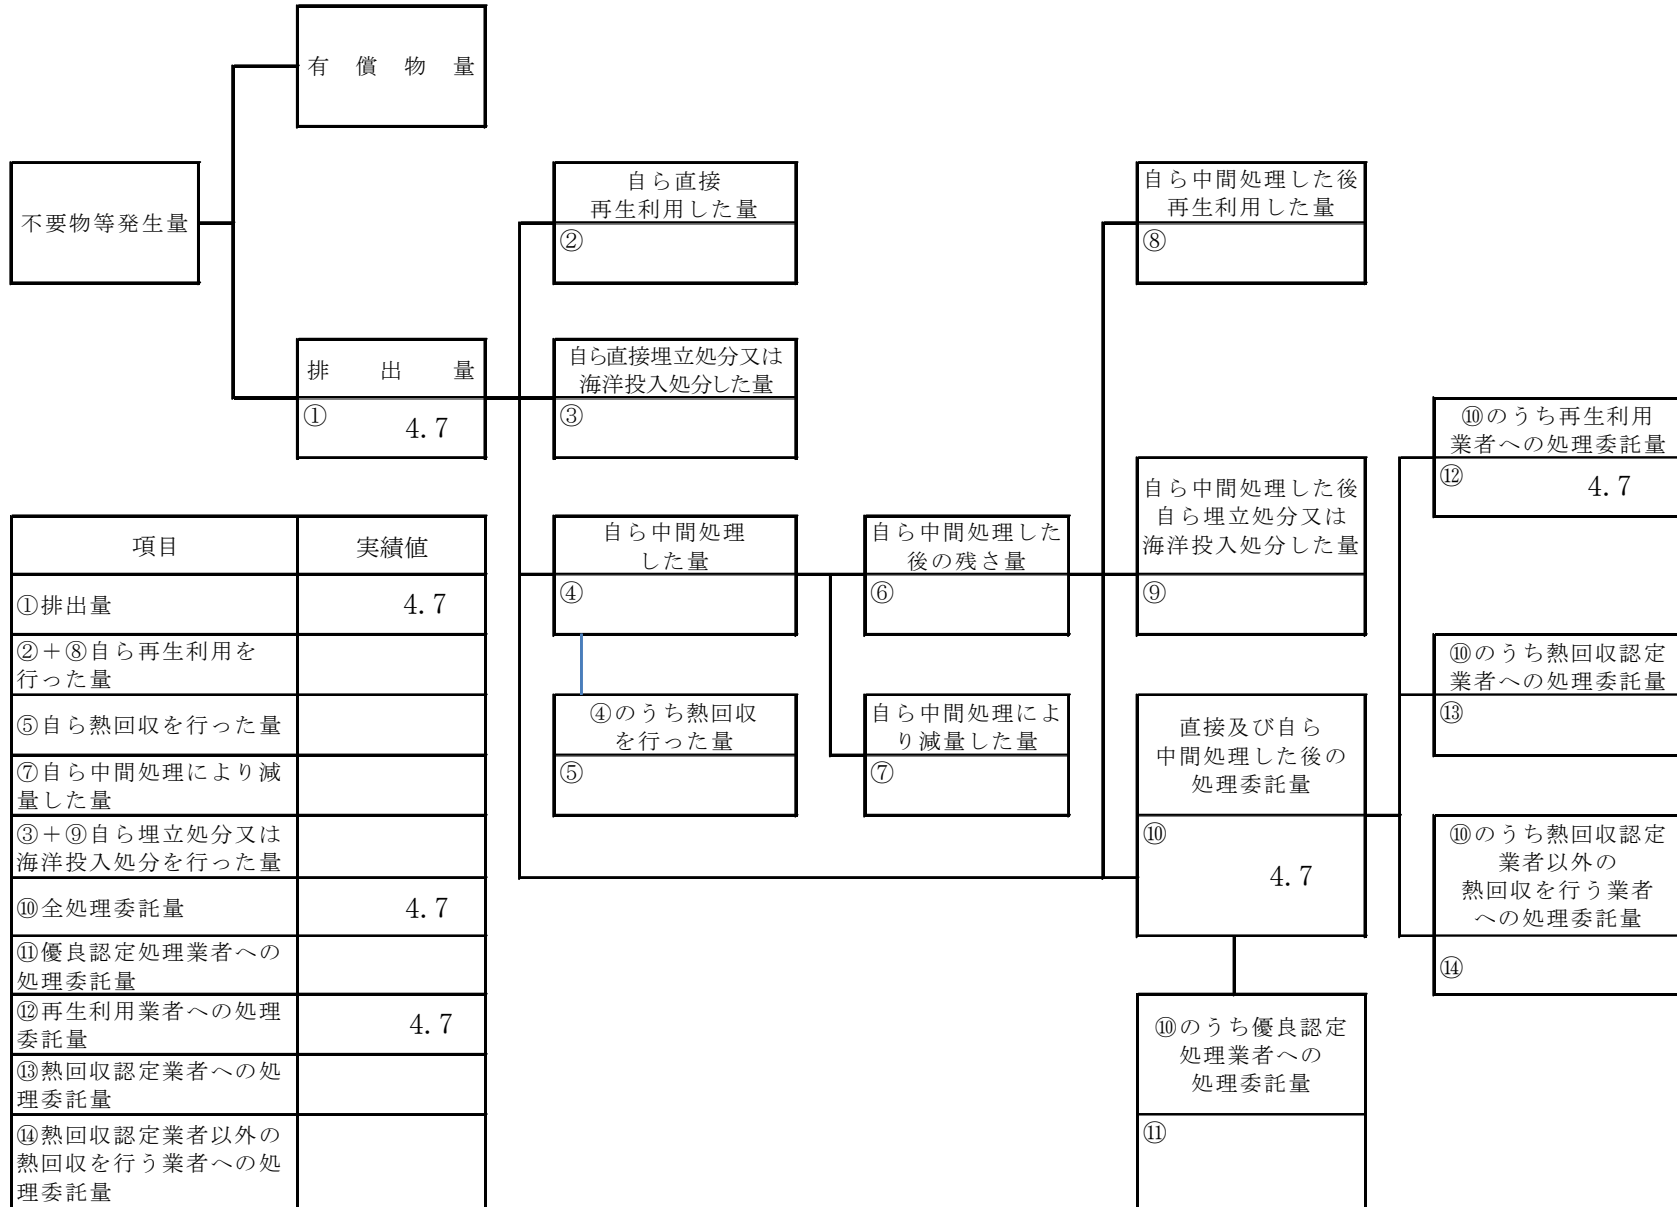 有償物量
不要物等発生量
排出量
①
4.7
自ら直接
再生利用した量
②
自ら直接埋立処分又は
海洋投入処分した量
③
自ら中間処理
した量
④
④のうち熱回収
を行った量
⑤
自ら中間処理した
後の残さ量
⑥
自ら中間処理によ
り減量した量
⑦
自ら中間処理した後
再生利用した量
⑧
自ら中間処理した後
自ら埋立処分又は
海洋投入処分した量
⑨
直接及び自ら
中間処理した後の
処理委託量
⑩
4.7
⑩のうち優良認定
処理業者への
処理委託量
⑪
⑩のうち再生利用
業者への処理委託量
⑫
4.7
⑩のうち熱回収認定
業者への処理委託量
⑬
⑩のうち熱回収認定
業者以外の
熱回収を行う業者
への処理委託量
⑭
項目 実績値
①排出量 4.7
②+⑧自ら再生利用を
行った量
⑤自ら熱回収を行った量
⑦自ら中間処理により減
量した量
③+⑨自ら埋立処分又は
海洋投入処分を行った量
⑩全処理委託量 4.7
⑪優良認定処理業者への
処理委託量
⑫再生利用業者への処理
委託量 4.7
⑬熱回収認定業者への処
理委託量
⑭熱回収認定業者以外の
熱回収を行う業者への処
理委託量